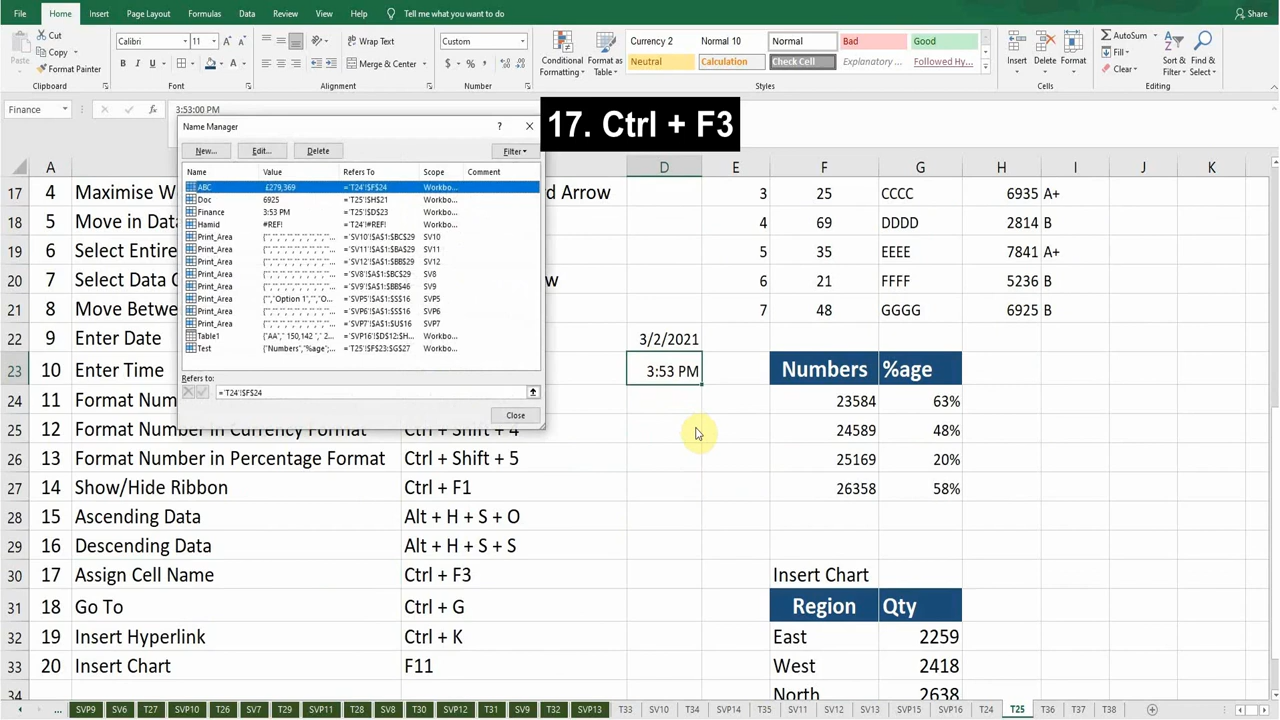 File Home Insert Page Layout Formulas Data Review View Help Tell me what you want to do Share
Cut
Copy
Format Painter
Paste
Clipboard
Calibri 11
B I U
Font
Wrap Text
Merge & Center
Alignment
Custom
$ % ,
Number
Conditional Formatting
Format as Table
Currency 2 Normal 10 Normal Bad Good
Neutral Calculation Check Cell Explanatory ... Followed Hy...
Styles
Insert Delete Format
Cells
AutoSum
Fill
Clear
Sort & Filter
Find & Select
Editing
Finance fx 3:53:00 PM
17. Ctrl + F3
Name Manager ? ×
New... Edit... Delete Filter
Name Value Refers To Scope Comment
ABC £279,369 ='T24'!$F$24 Workbo...
Doc 6925 ='T25'!$H$21 Workbo...
Finance 3:53 PM ='T25'!$D$23 Workbo...
Hamid #REF! ='T24'!#REF! Workbo...
Print_Area ='SV10'!$A$1:$BC$29 SV10
Print_Area ='SV11'!$A$1:$BA$29 SV11
Print_Area ='SV12'!$A$1:$BB$29 SV12
Print_Area ='SV8'!$A$1:$BC$29 SV8
Print_Area ='SV9'!$A$1:$BB$46 SV9
Print_Area {"","Option 1","","O... ='SVP5'!$A$1:$S$16 SVP5
Print_Area ='SVP6'!$A$1:$S$16 SVP6
Print_Area ='SVP7'!$A$1:$U$16 SVP7
Table1 {"AA"," 150,142 "," 2... ='SVP16'!$D$12:$H... Workbo...
Test {"Numbers","%age";... ='T25'!$F$23:$G$27 Workbo...
Refers to:
='T24'!$F$24
Close
A D E F G H I J K
17 4 Maximise W d Arrow 3 25 CCCC 6935 A+
18 5 Move in Dat 4 69 DDDD 2814 B
19 6 Select Entire 5 35 EEEE 7841 A+
20 7 Select Data C w 6 21 FFFF 5236 B
21 8 Move Betwe 7 48 GGGG 6925 B
22 9 Enter Date 3/2/2021
23 10 Enter Time 3:53 PM Numbers %age
24 11 Format Num 23584 63%
25 12 Format Number in Currency Format Ctrl + Shift + 4 24589 48%
26 13 Format Number in Percentage Format Ctrl + Shift + 5 25169 20%
27 14 Show/Hide Ribbon Ctrl + F1 26358 58%
28 15 Ascending Data Alt + H + S + O
29 16 Descending Data Alt + H + S + S
30 17 Assign Cell Name Ctrl + F3 Insert Chart
31 18 Go To Ctrl + G Region Qty
32 19 Insert Hyperlink Ctrl + K East 2259
33 20 Insert Chart F11 West 2418
34 North 2638
... SVP9 SV6 T27 SVP10 T26 SV7 T29 SVP11 T28 SV8 T30 SVP12 T31 SV9 T32 SVP13 T33 SV10 T34 SVP14 T35 SV11 SV12 SV13 SVP15 SVP16 T24 T25 T37 T36 T38